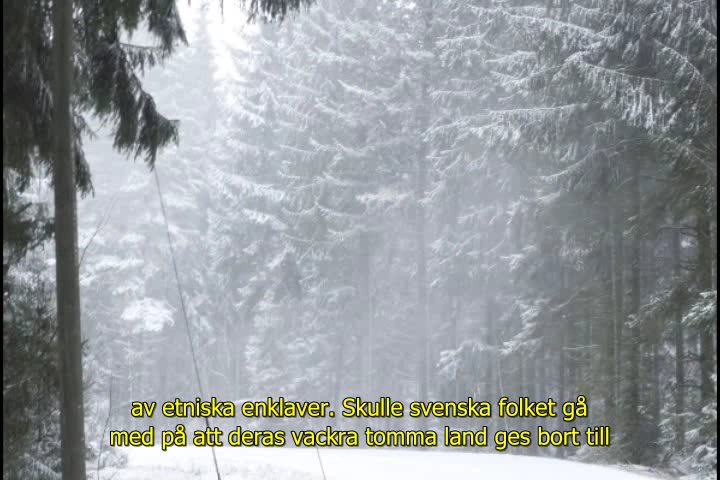 av etniska enklaver. Skulle svenska folket gå
med på att deras vackra tomma land ges bort till